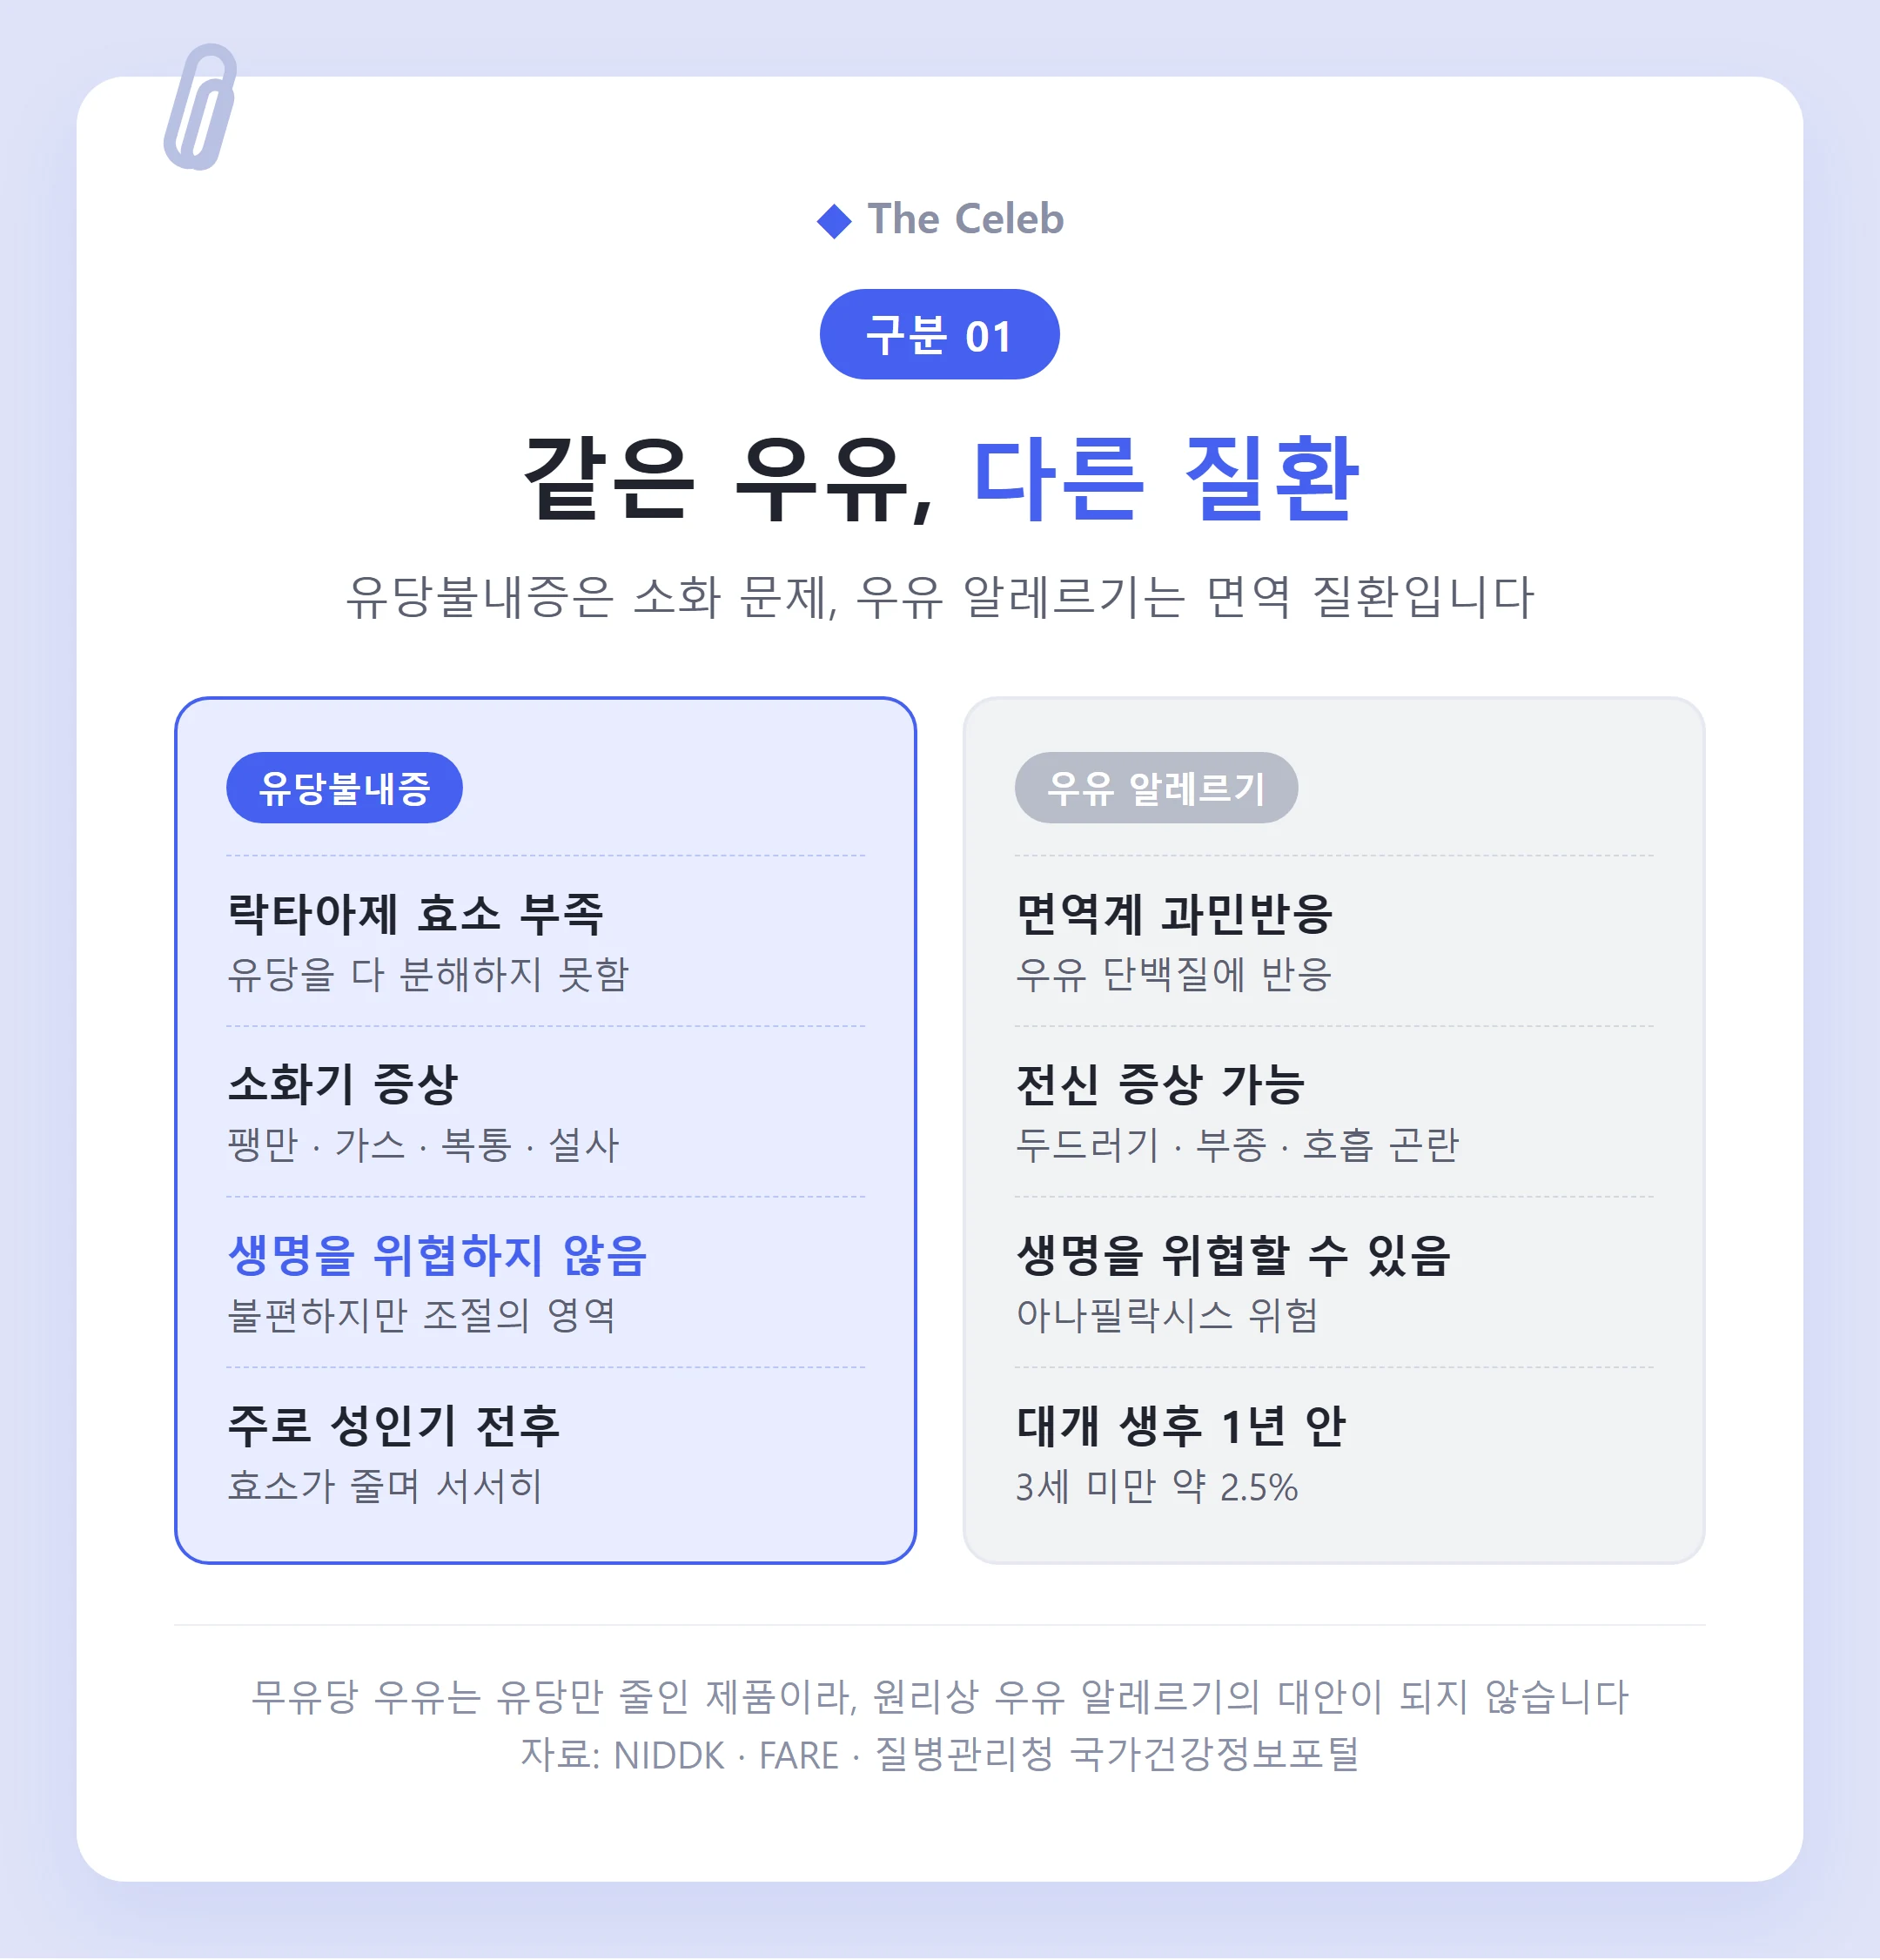 The Celeb
구분 01
같은 우유, 다른 질환
유당불내증은 소화 문제, 우유 알레르기는 면역 질환입니다
유당불내증
락타아제 효소 부족
유당을 다 분해하지 못함
소화기 증상
팽만 · 가스 · 복통 · 설사
생명을 위협하지 않음
불편하지만 조절의 영역
주로 성인기 전후
효소가 줄며 서서히
우유 알레르기
면역계 과민반응
우유 단백질에 반응
전신 증상 가능
두드러기 · 부종 · 호흡 곤란
생명을 위협할 수 있음
아나필락시스 위험
대개 생후 1년 안
3세 미만 약 2.5%
무유당 우유는 유당만 줄인 제품이라, 원리상 우유 알레르기의 대안이 되지 않습니다
자료: NIDDK · FARE · 질병관리청 국가건강정보포털